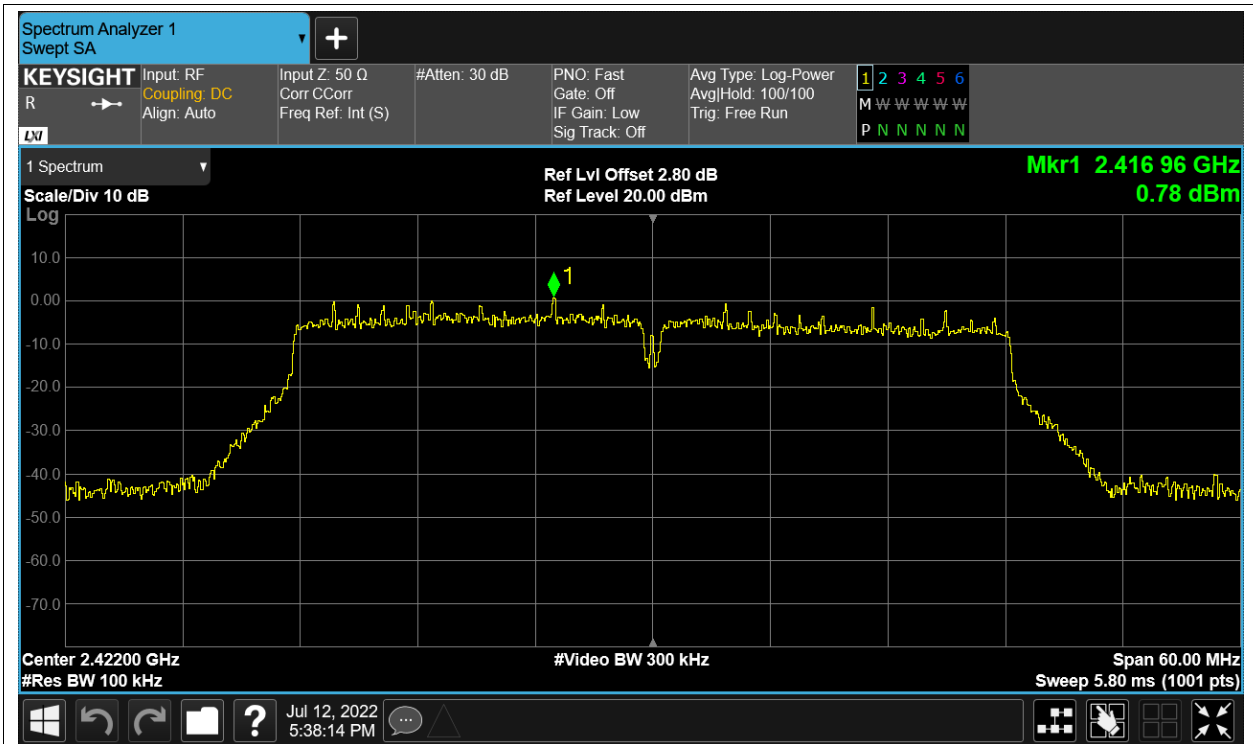 Spectrum Analyzer 1
Swept SA
KEYSIGHT
R
LXI
Input: RF
Coupling: DC
Align: Auto
Input Z: 50 Ω
Corr CCorr
Freq Ref: Int (S)
#Atten: 30 dB
PNO: Fast
Gate: Off
IF Gain: Low
Sig Track: Off
Avg Type: Log-Power
Avg|Hold: 100/100
Trig: Free Run
1 2 3 4 5 6
M W W W W W
P N N N N N
1 Spectrum
Scale/Div 10 dB
Log
Ref Lvl Offset 2.80 dB
Ref Level 20.00 dBm
Mkr1 2.416 96 GHz
0.78 dBm
1
10.0
0.00
-10.0
-20.0
-30.0
-40.0
-50.0
-60.0
-70.0
Center 2.42200 GHz
#Res BW 100 kHz
#Video BW 300 kHz
Span 60.00 MHz
Sweep 5.80 ms (1001 pts)
?
Jul 12, 2022
5:38:14 PM